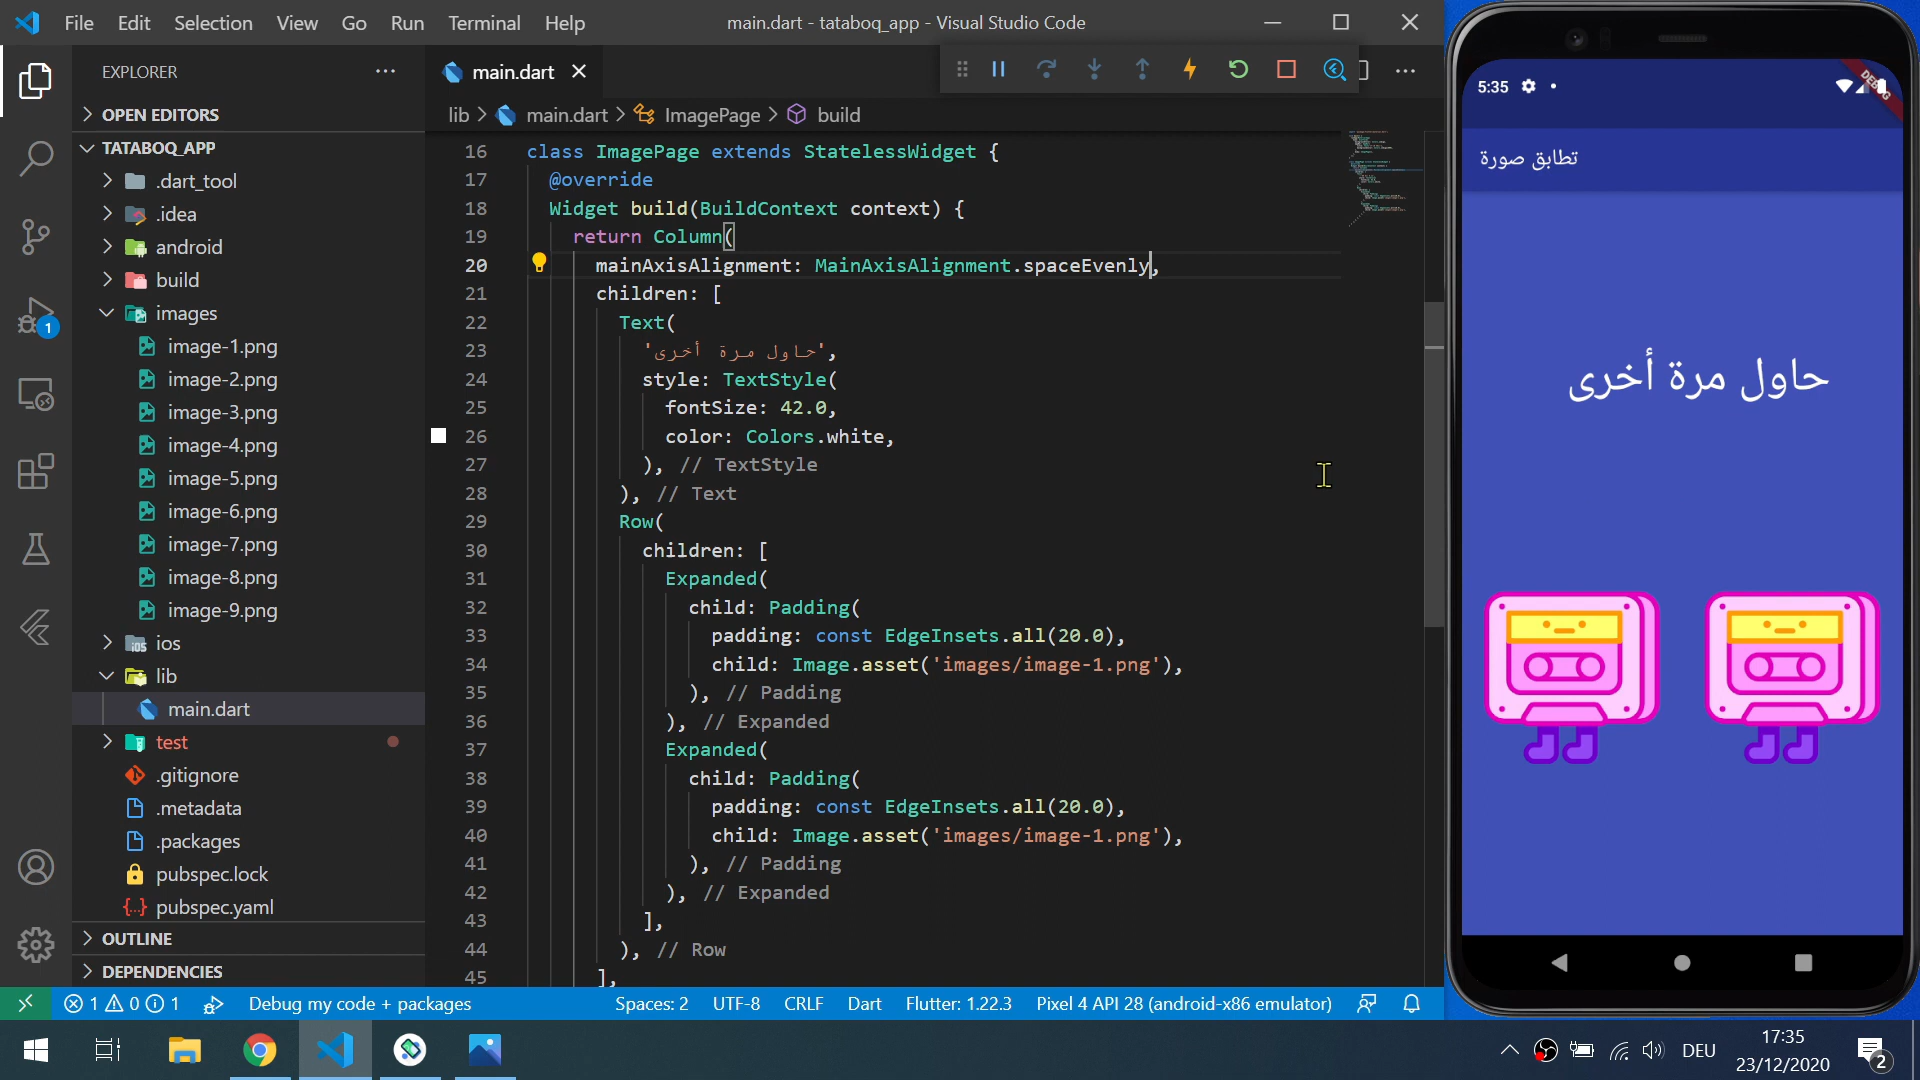 File Edit Selection View Go Run Terminal Help
main.dart - tataboq_app - Visual Studio Code
EXPLORER
OPEN EDITORS
TATABOQ_APP
.dart_tool
.idea
android
build
images
image-1.png
image-2.png
image-3.png
image-4.png
image-5.png
image-6.png
image-7.png
image-8.png
image-9.png
ios
lib
main.dart
test
.gitignore
.metadata
.packages
pubspec.lock
pubspec.yaml
OUTLINE
DEPENDENCIES
1
main.dart
lib > main.dart > ImagePage > build
16 class ImagePage extends StatelessWidget {
17 @override
18 Widget build(BuildContext context) {
19 return Column(
20 mainAxisAlignment: MainAxisAlignment.spaceEvenly,
21 children: [
22 Text(
23 'حاول مرة أخرى',
24 style: TextStyle(
25 fontSize: 42.0,
26 color: Colors.white,
27 ), // TextStyle
28 ), // Text
29 Row(
30 children: [
31 Expanded(
32 child: Padding(
33 padding: const EdgeInsets.all(20.0),
34 child: Image.asset('images/image-1.png'),
35 ), // Padding
36 ), // Expanded
37 Expanded(
38 child: Padding(
39 padding: const EdgeInsets.all(20.0),
40 child: Image.asset('images/image-1.png'),
41 ), // Padding
42 ), // Expanded
43 ],
44 ), // Row
45 ],
5:35
DEBUG
تطابق صورة
حاول مرة أخرى
1 0 1 Debug my code + packages
Spaces: 2 UTF-8 CRLF Dart Flutter: 1.22.3 Pixel 4 API 28 (android-x86 emulator)
DEU
17:35
23/12/2020
2